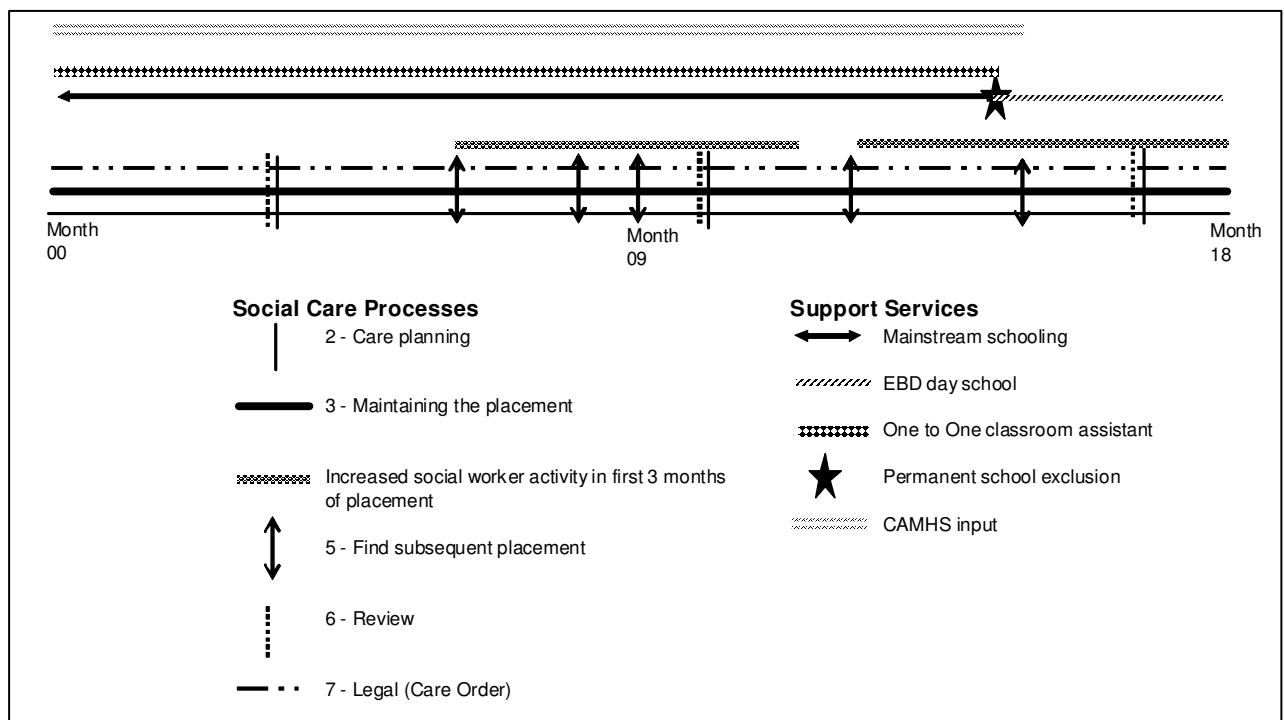 Month
00
Month
09
Month
18
Social Care Processes
2 - Care planning
3 - Maintaining the placement
Increased social worker activity in first 3 months
of placement
5 - Find subsequent placement
6 - Review
7 - Legal (Care Order)
Support Services
Mainstream schooling
EBD day school
One to One classroom assistant
Permanent school exclusion
CAMHS input